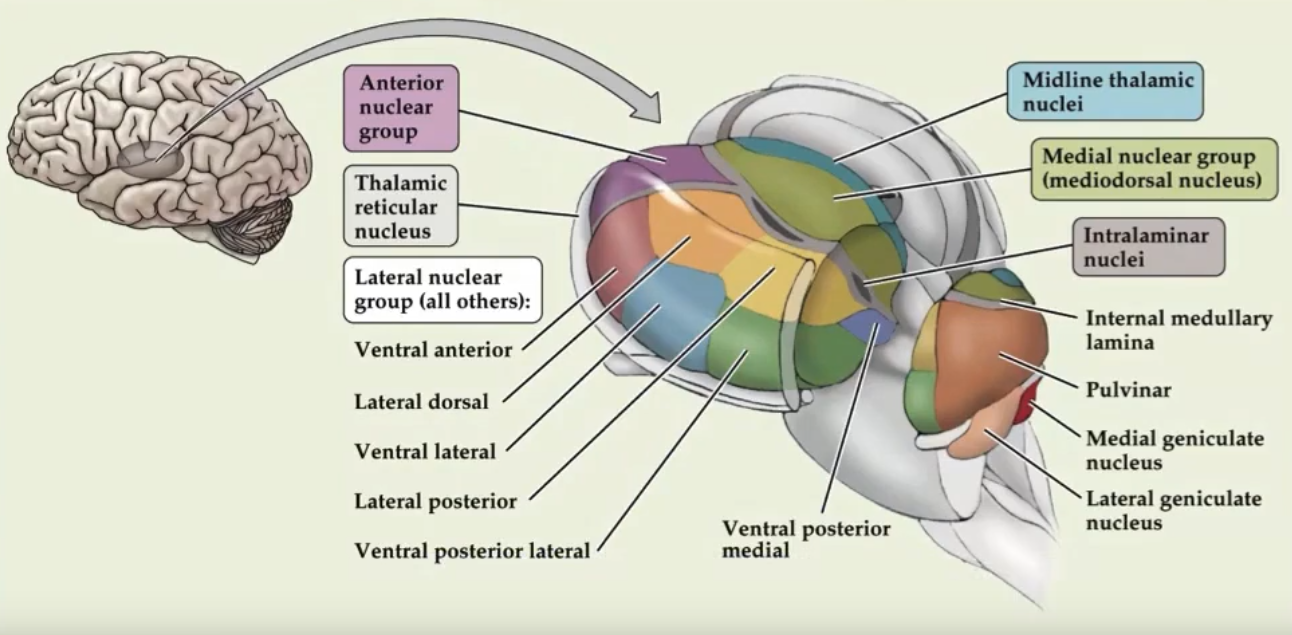 Anterior
nuclear
group
Thalamic
reticular
nucleus
Lateral nuclear
group (all others):
Ventral anterior
Lateral dorsal
Ventral lateral
Lateral posterior
Ventral posterior lateral
Ventral posterior
medial
Midline thalamic
nuclei
Medial nuclear group
(mediodorsal nucleus)
Intralaminar
nuclei
Internal medullary
lamina
Pulvinar
Medial geniculate
nucleus
Lateral geniculate
nucleus